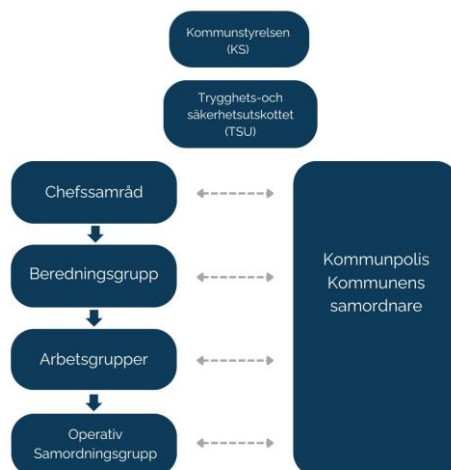 Kommunstyrelsen
(KS)
Trygghets-och
säkerhetsutskottet
(TSU)
Chefssamråd
Beredningsgrupp
Arbetsgrupper
Operativ
Samordningsgrupp
Kommunpolis
Kommunens
samordnare